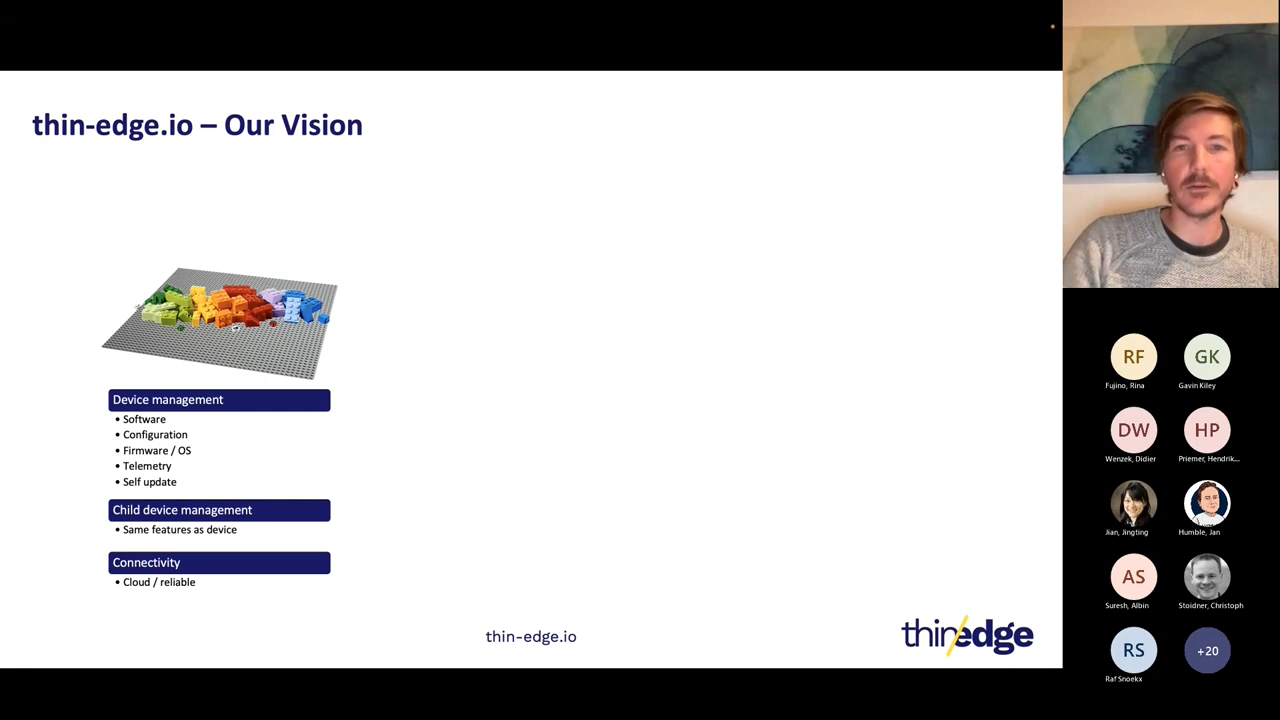 thin-edge.io – Our Vision
Device management
• Software
• Configuration
• Firmware / OS
• Telemetry
• Self update
Child device management
• Same features as device
Connectivity
• Cloud / reliable
thin-edge.io
thin/edge
RF
GK
Fujino, Rina
Gavin Kiley
DW
HP
Wenzek, Didier
Priemer, Hendrik...
Jian, Jingting
Humble, Jan
AS
Suresh, Albin
Stoidner, Christoph
RS
+20
Raf Snoekx